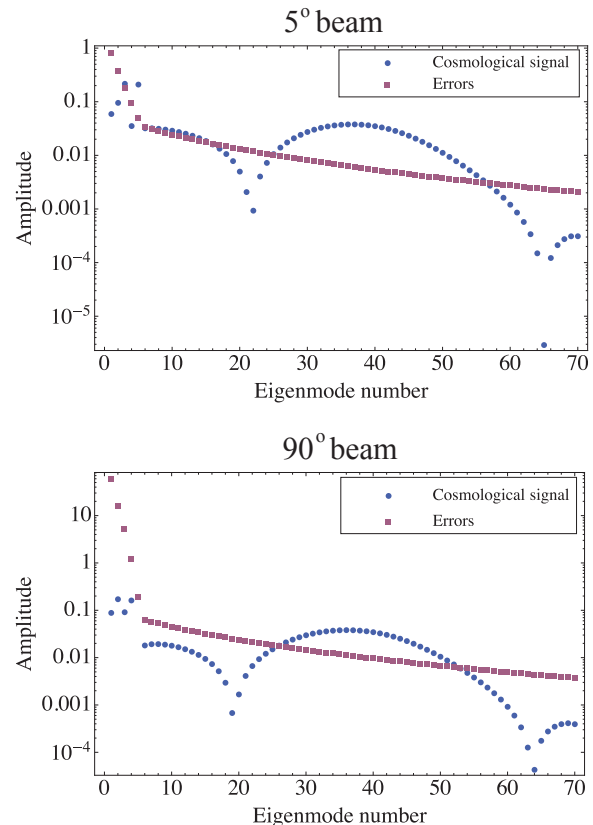 5° beam
Cosmological signal
Errors
Amplitude
1
0.1
0.01
0.001
10⁻⁴
10⁻⁵
0 10 20 30 40 50 60 70
Eigenmode number
90° beam
Cosmological signal
Errors
Amplitude
10
1
0.1
0.01
0.001
10⁻⁴
0 10 20 30 40 50 60 70
Eigenmode number